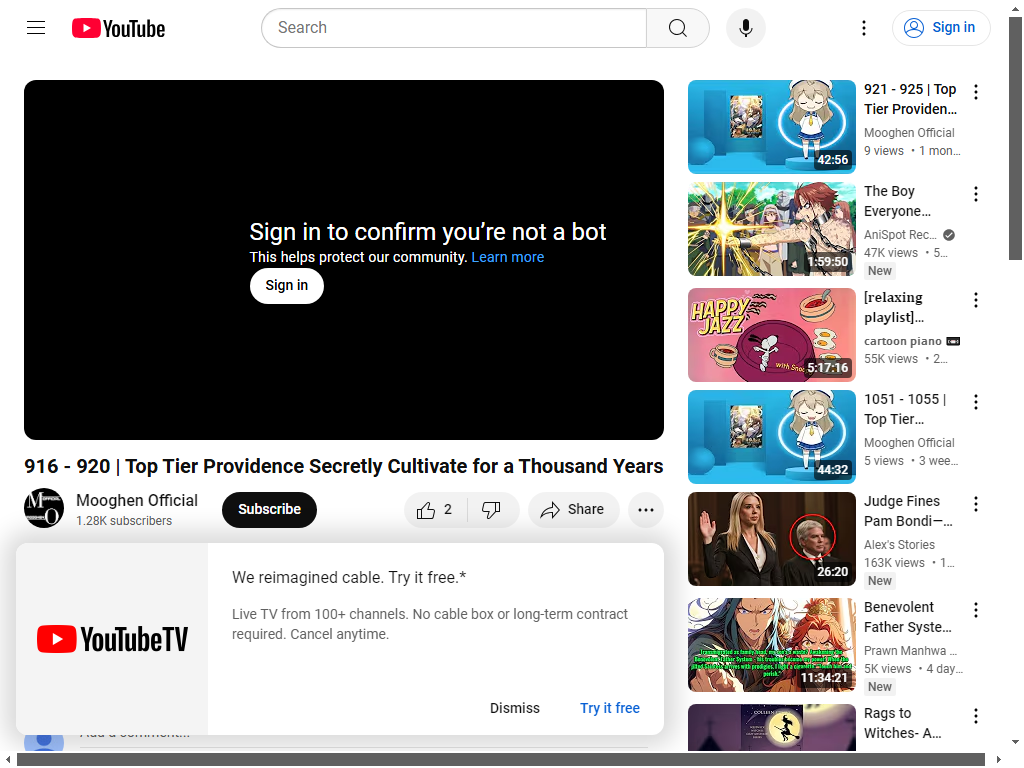 YouTube
Search
Sign in
Sign in to confirm you’re not a bot
This helps protect our community. Learn more
Sign in
916 - 920 | Top Tier Providence Secretly Cultivate for a Thousand Years
Mooghen Official
1.28K subscribers
Subscribe
2
Share
We reimagined cable. Try it free.*
Live TV from 100+ channels. No cable box or long-term contract
required. Cancel anytime.
YouTubeTV
Dismiss
Try it free
Add a comment...
921 - 925 | Top
Tier Providen...
Mooghen Official
9 views • 1 mon...
42:56
The Boy
Everyone...
AniSpot Rec...
47K views • 5...
New
1:59:50
[relaxing
playlist]...
cartoon piano
55K views • 2...
HAPPY
JAZZ
with Snoo
5:17:16
1051 - 1055 |
Top Tier...
Mooghen Official
5 views • 3 wee...
44:32
Judge Fines
Pam Bondi—...
Alex's Stories
163K views • 1...
New
26:20
Benevolent
Father Syste...
Prawn Manhwa ...
5K views • 4 day...
New
11:34:21
Rags to
Witches- A...